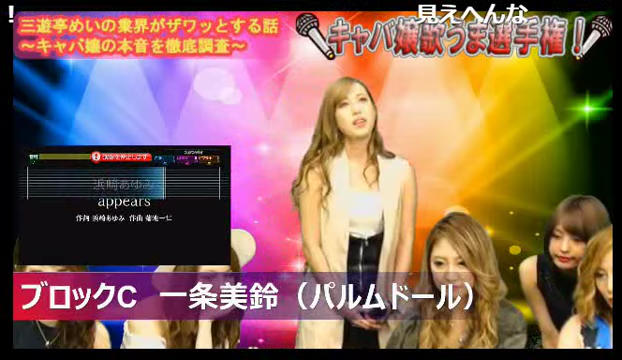 !
見えへんな
三遊亭めいの業界がザワッとする話
～キャバ嬢の本音を徹底調査～
キャバ嬢歌うま選手権!
浜崎あゆみ
appears
作詞 浜崎あゆみ 作曲 菊池一仁
ブロックC 一条美鈴（パルムドール）